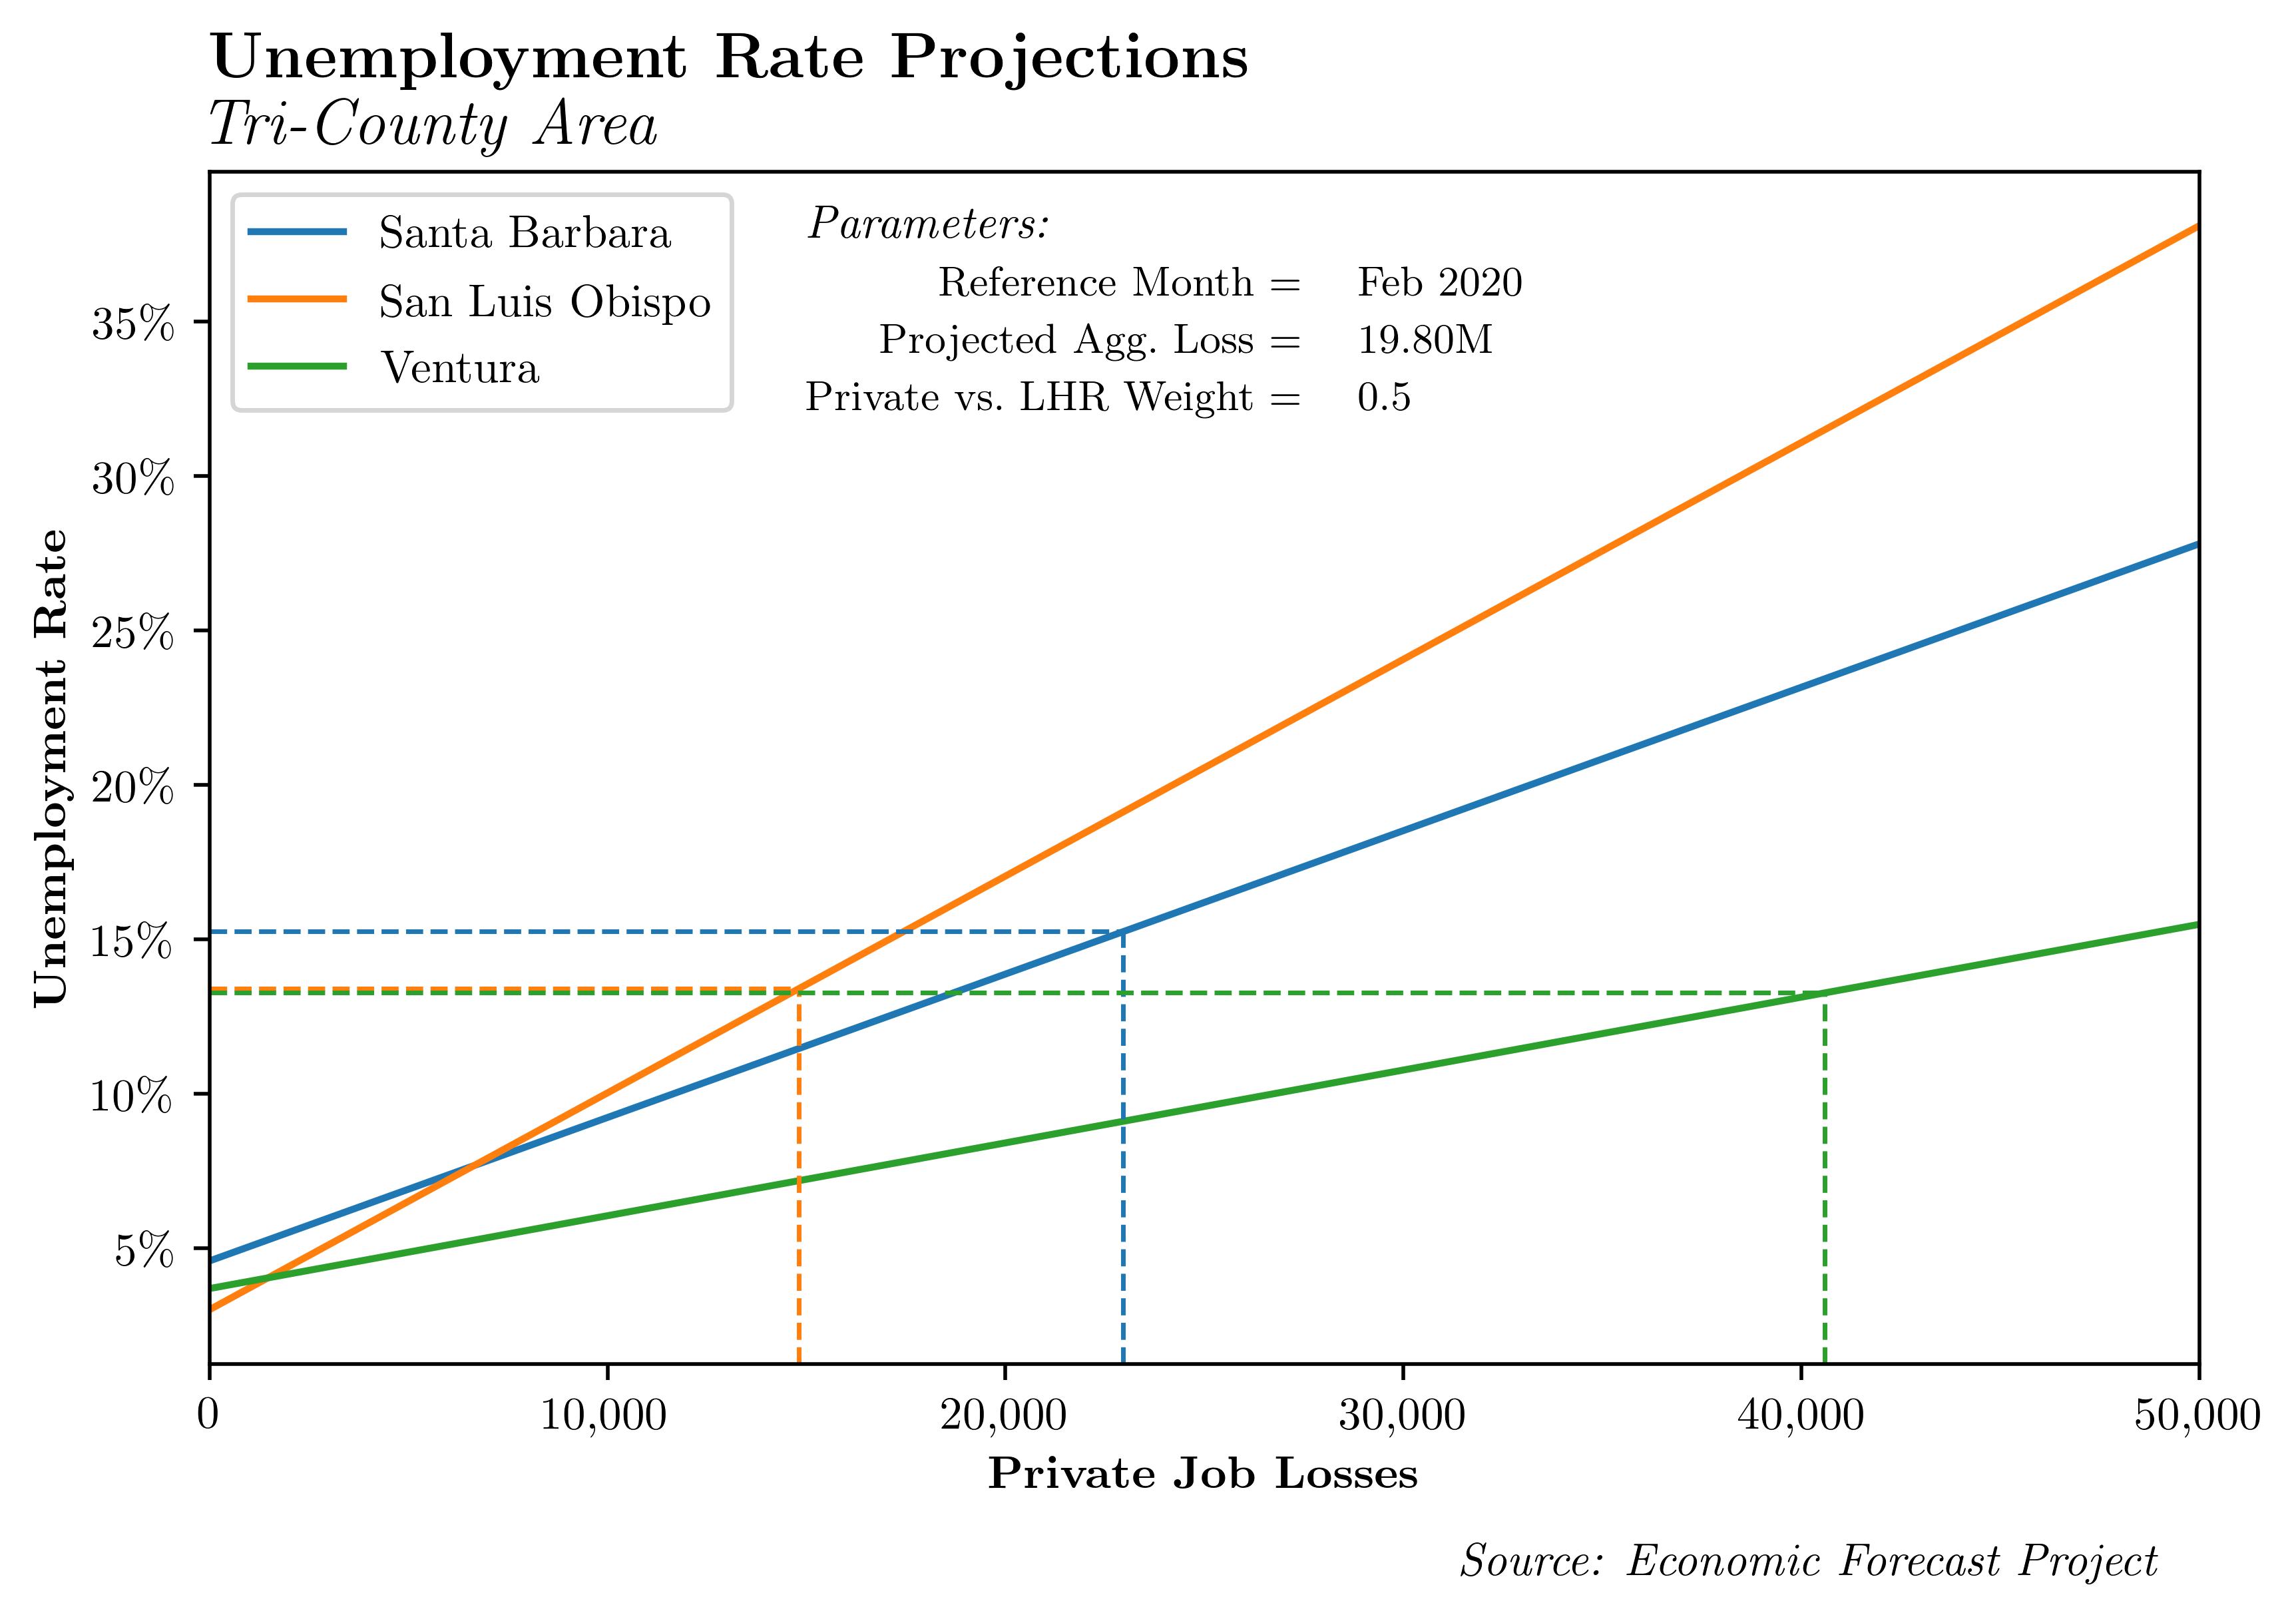 Unemployment Rate Projections
Tri-County Area
Santa Barbara
San Luis Obispo
Ventura
Parameters:
Reference Month = Feb 2020
Projected Agg. Loss = 19.80M
Private vs. LHR Weight = 0.5
Unemployment Rate
35%
30%
25%
20%
15%
10%
5%
0 10,000 20,000 30,000 40,000 50,000
Private Job Losses
Source: Economic Forecast Project